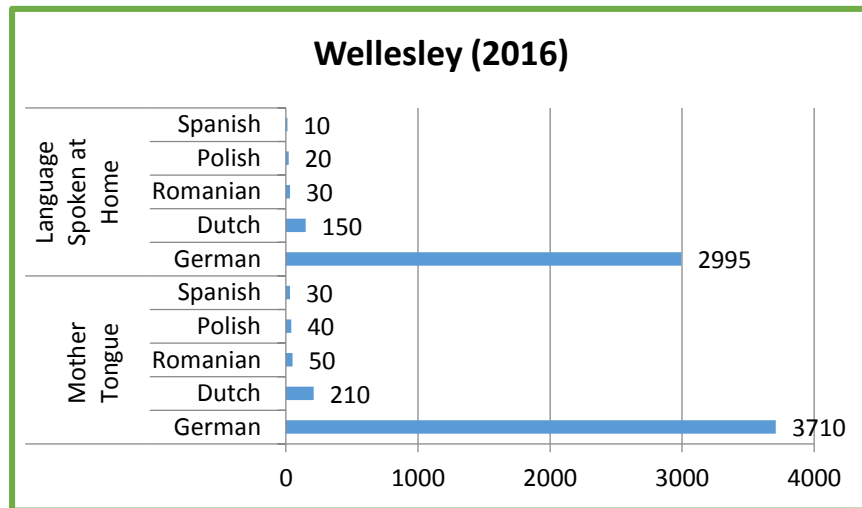 Wellesley (2016)
Language
Spoken at
Home
Spanish 10
Polish 20
Romanian 30
Dutch 150
German 2995
Mother
Tongue
Spanish 30
Polish 40
Romanian 50
Dutch 210
German 3710
0 1000 2000 3000 4000